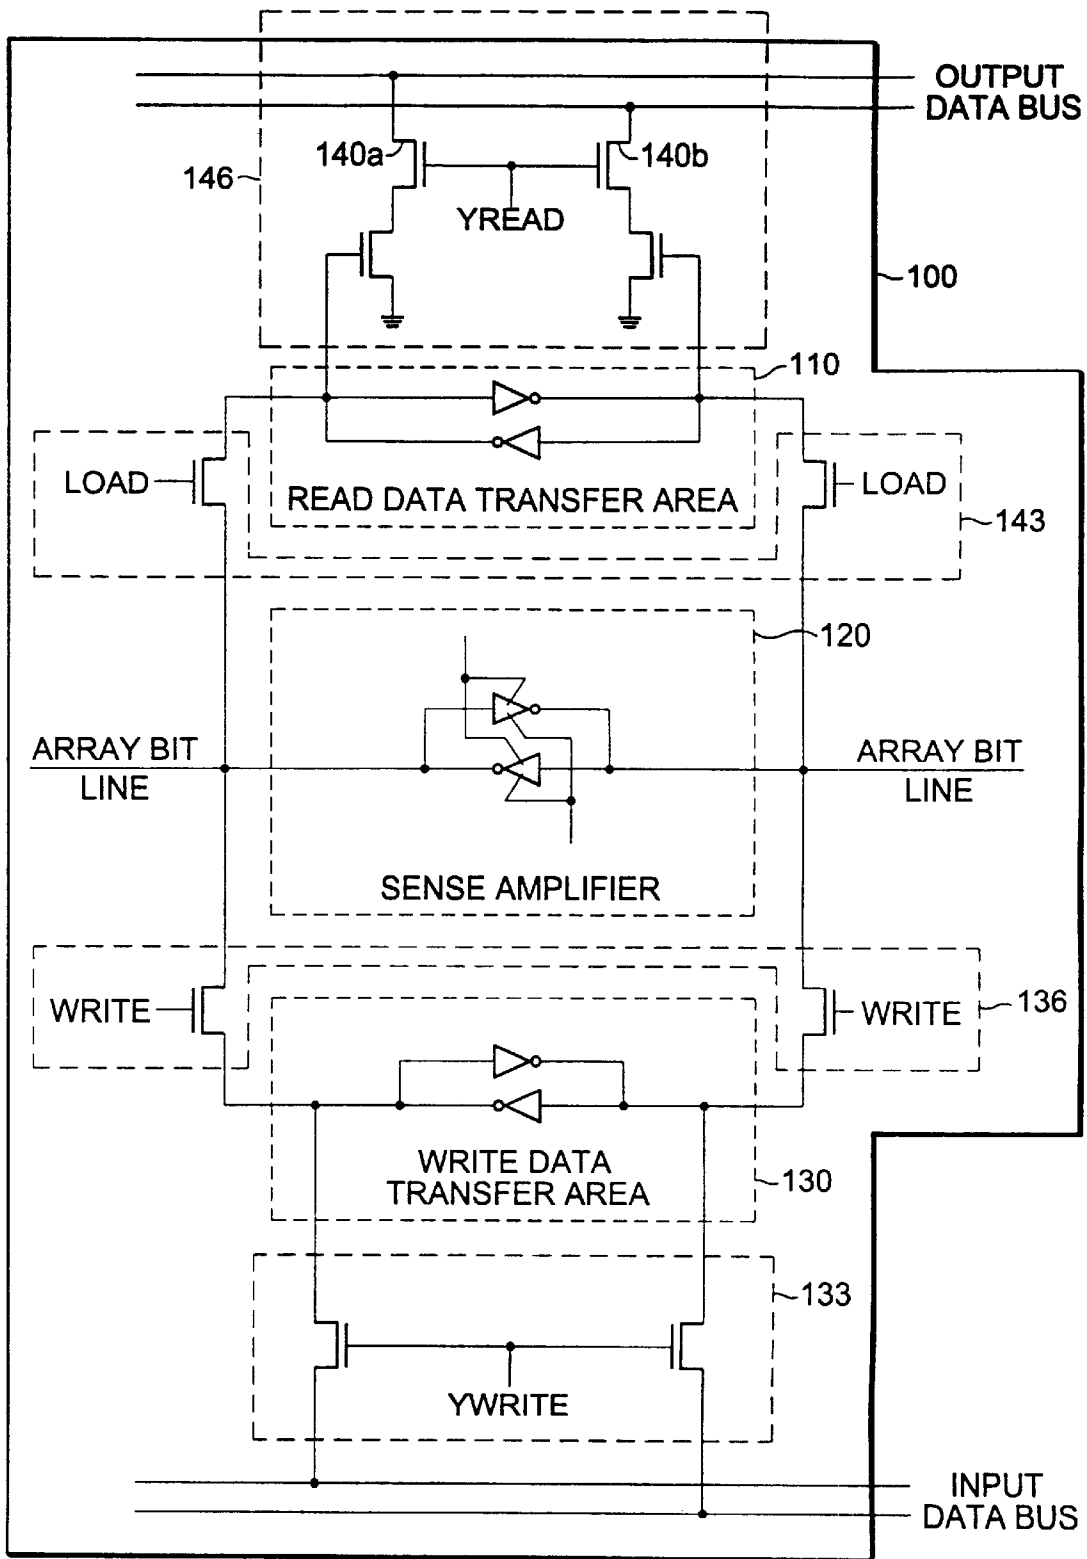 OUTPUT
DATA BUS
140a
140b
146
YREAD
100
110
LOAD
LOAD
READ DATA TRANSFER AREA
143
120
ARRAY BIT
LINE
ARRAY BIT
LINE
SENSE AMPLIFIER
WRITE
WRITE
136
WRITE DATA
TRANSFER AREA
130
133
YWRITE
INPUT
DATA BUS